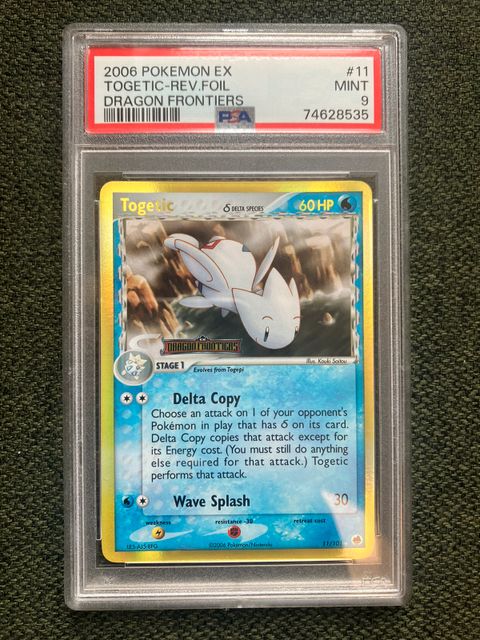 2006 POKEMON EX #11
TOGETIC-REV.FOIL MINT
DRAGON FRONTIERS 9
PSA 74628535
Togetic δ DELTA SPECIES 60 HP
DRAGON FRONTIERS
Illus. Kouki Saitou
STAGE 1 Evolves from Togepi
Delta Copy
Choose an attack on 1 of your opponent's
Pokémon in play that has δ on its card.
Delta Copy copies that attack except for
its Energy cost. (You must still do anything
else required for that attack.) Togetic
performs that attack.
Wave Splash 30
weakness resistance -30 retreat cost
©2006 Pokémon/Nintendo 11/101